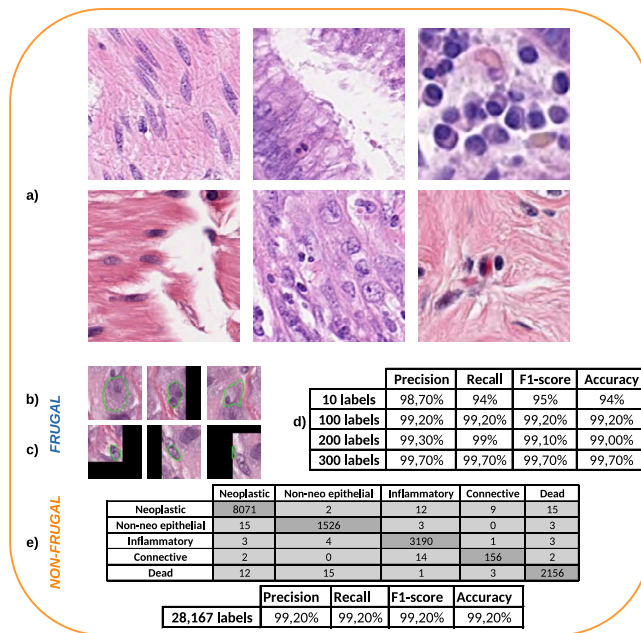 a)
FRUGAL
b)
c)
d)
Precision Recall F1-score Accuracy
10 labels 98,70% 94% 95% 94%
100 labels 99,20% 99,20% 99,20% 99,20%
200 labels 99,30% 99% 99,10% 99,00%
300 labels 99,70% 99,70% 99,70% 99,70%
NON-FRUGAL
e)
Neoplastic Non-neo epithelial Inflammatory Connective Dead
Neoplastic 8071 2 12 9 15
Non-neo epithelial 15 1526 3 0 3
Inflammatory 3 4 3190 1 3
Connective 2 0 14 156 2
Dead 12 15 1 3 2156
Precision Recall F1-score Accuracy
28,167 labels 99,20% 99,20% 99,20% 99,20%